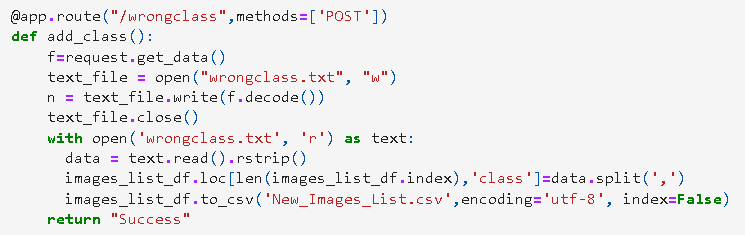 @app.route("/wrongclass",methods=['POST'])
def add_class():
    f=request.get_data()
    text_file = open("wrongclass.txt", "w")
    n = text_file.write(f.decode())
    text_file.close()
    with open('wrongclass.txt', 'r') as text:
      data = text.read().rstrip()
      images_list_df.loc[len(images_list_df.index),'class']=data.split(',')
      images_list_df.to_csv('New_Images_List.csv',encoding='utf-8', index=False)
    return "Success"